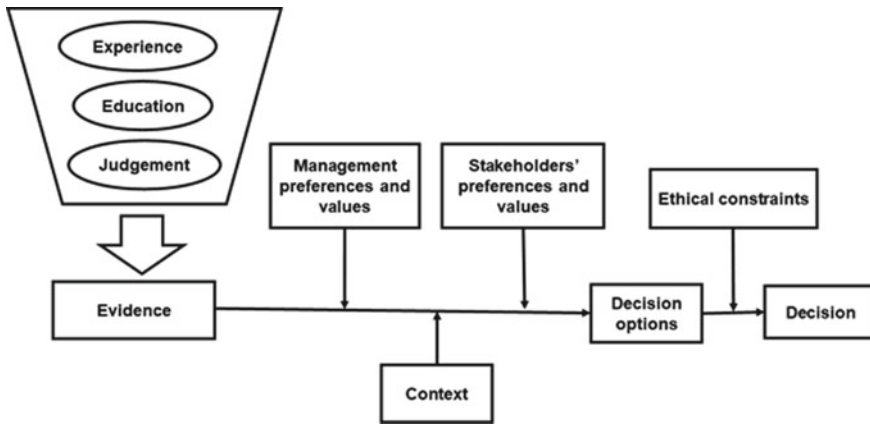 Experience
Education
Judgement
Management
preferences and
values
Stakeholders'
preferences and
values
Ethical constraints
Evidence
Decision
options
Decision
Context